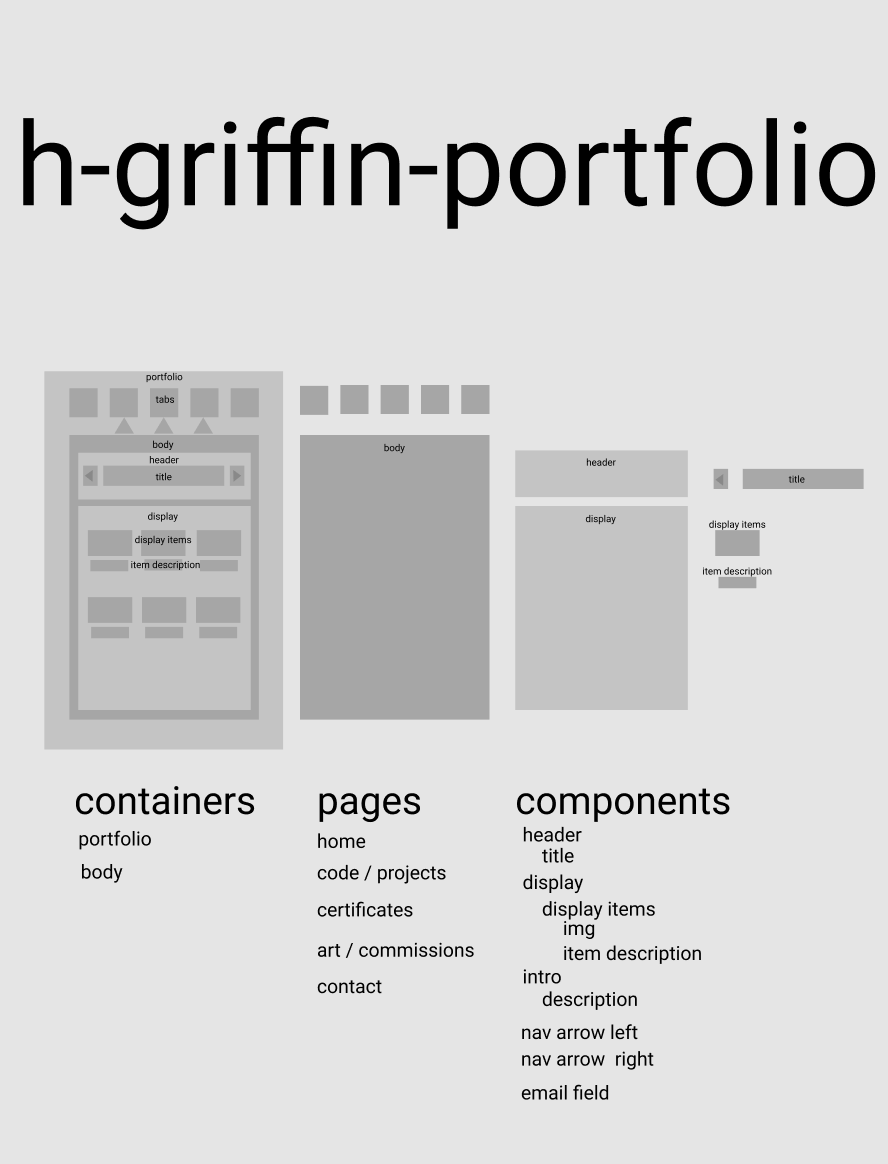 h-griffin-portfolio
portfolio
tabs
body
header
title
display
display items
item description
body
header
display
title
display items
item description
containers
portfolio
body
pages
home
code / projects
certificates
art / commissions
contact
components
header
title
display
display items
img
item description
intro
description
nav arrow left
nav arrow  right
email field